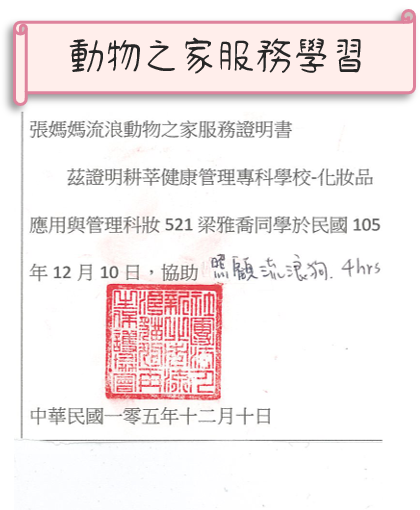 動物之家服務學習
張媽媽流浪動物之家服務證明書
茲證明耕莘健康管理專科學校-化妝品
應用與管理科妝 521 梁雅喬同學於民國 105
年 12 月 10 日，協助 照顧流浪狗. 4hrs
中華民國一零五年十二月十日